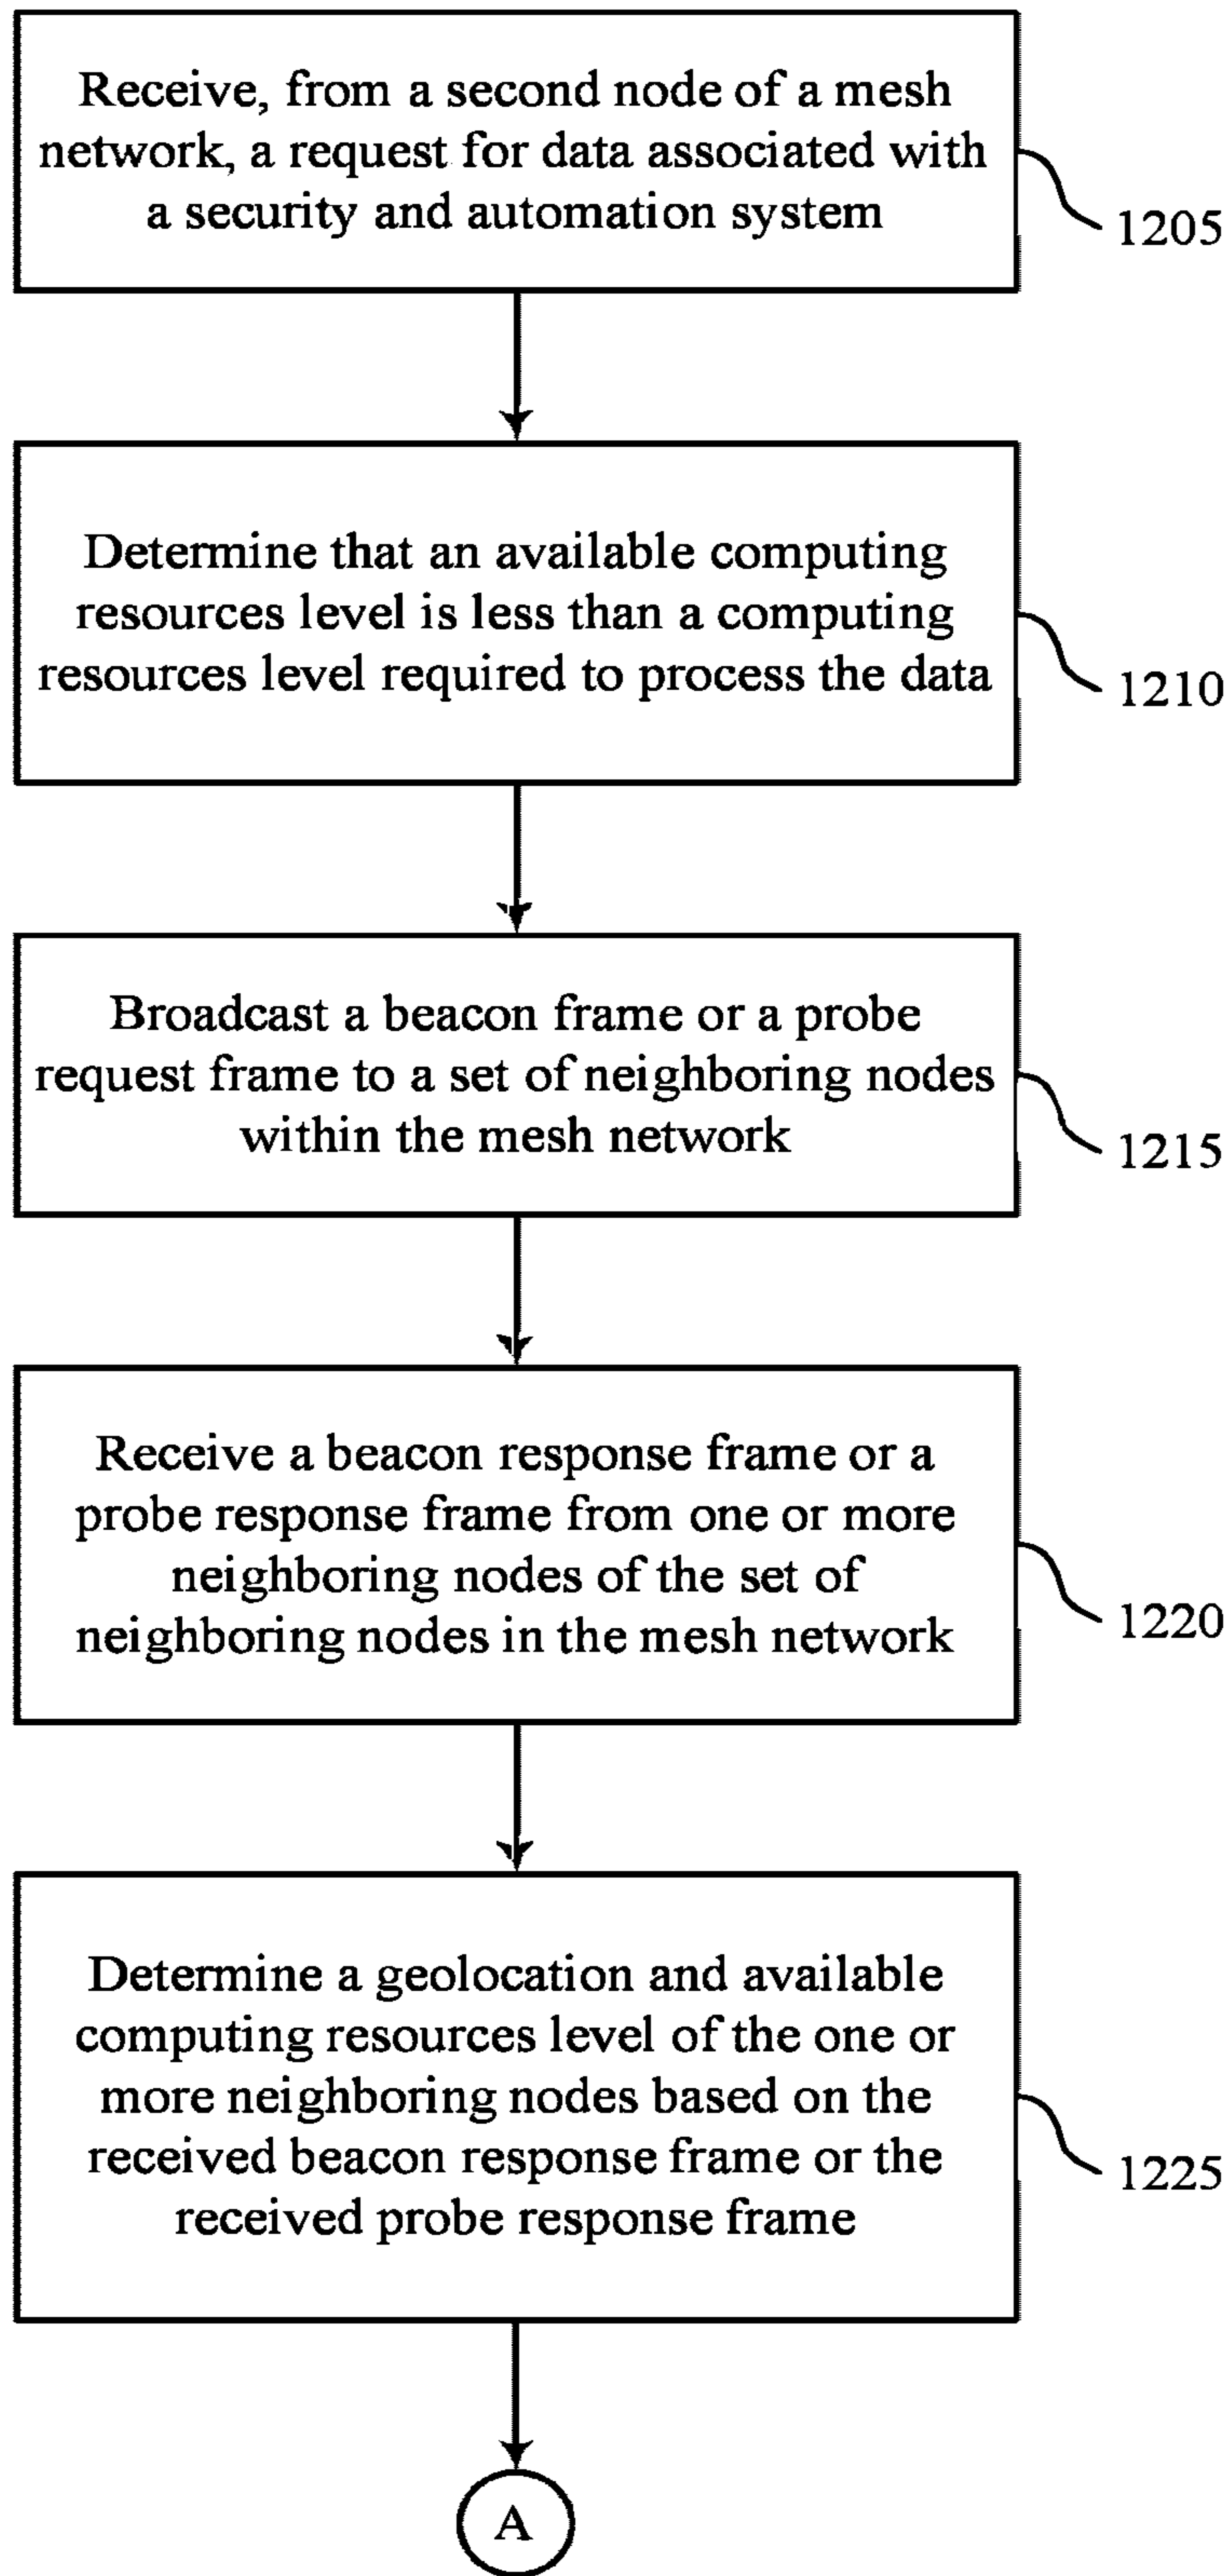 Receive, from a second node of a mesh
network, a request for data associated with
a security and automation system
1205
Determine that an available computing
resources level is less than a computing
resources level required to process the data
1210
Broadcast a beacon frame or a probe
request frame to a set of neighboring nodes
within the mesh network
1215
Receive a beacon response frame or a
probe response frame from one or more
neighboring nodes of the set of
neighboring nodes in the mesh network
1220
Determine a geolocation and available
computing resources level of the one or
more neighboring nodes based on the
received beacon response frame or the
received probe response frame
1225
A